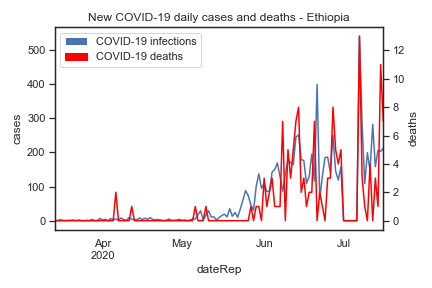 New COVID-19 daily cases and deaths - Ethiopia
COVID-19 infections
COVID-19 deaths
500
400
300
200
100
0
cases
12
10
8
6
4
2
0
deaths
Apr
2020
May
Jun
Jul
dateRep